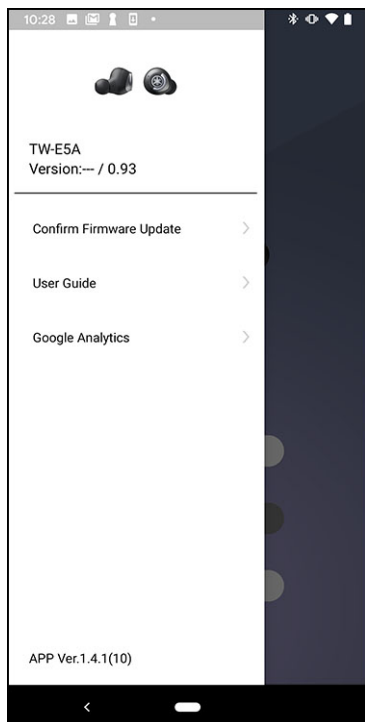 10:28
TW-E5A
Version:--- / 0.93
Confirm Firmware Update
User Guide
Google Analytics
APP Ver.1.4.1(10)